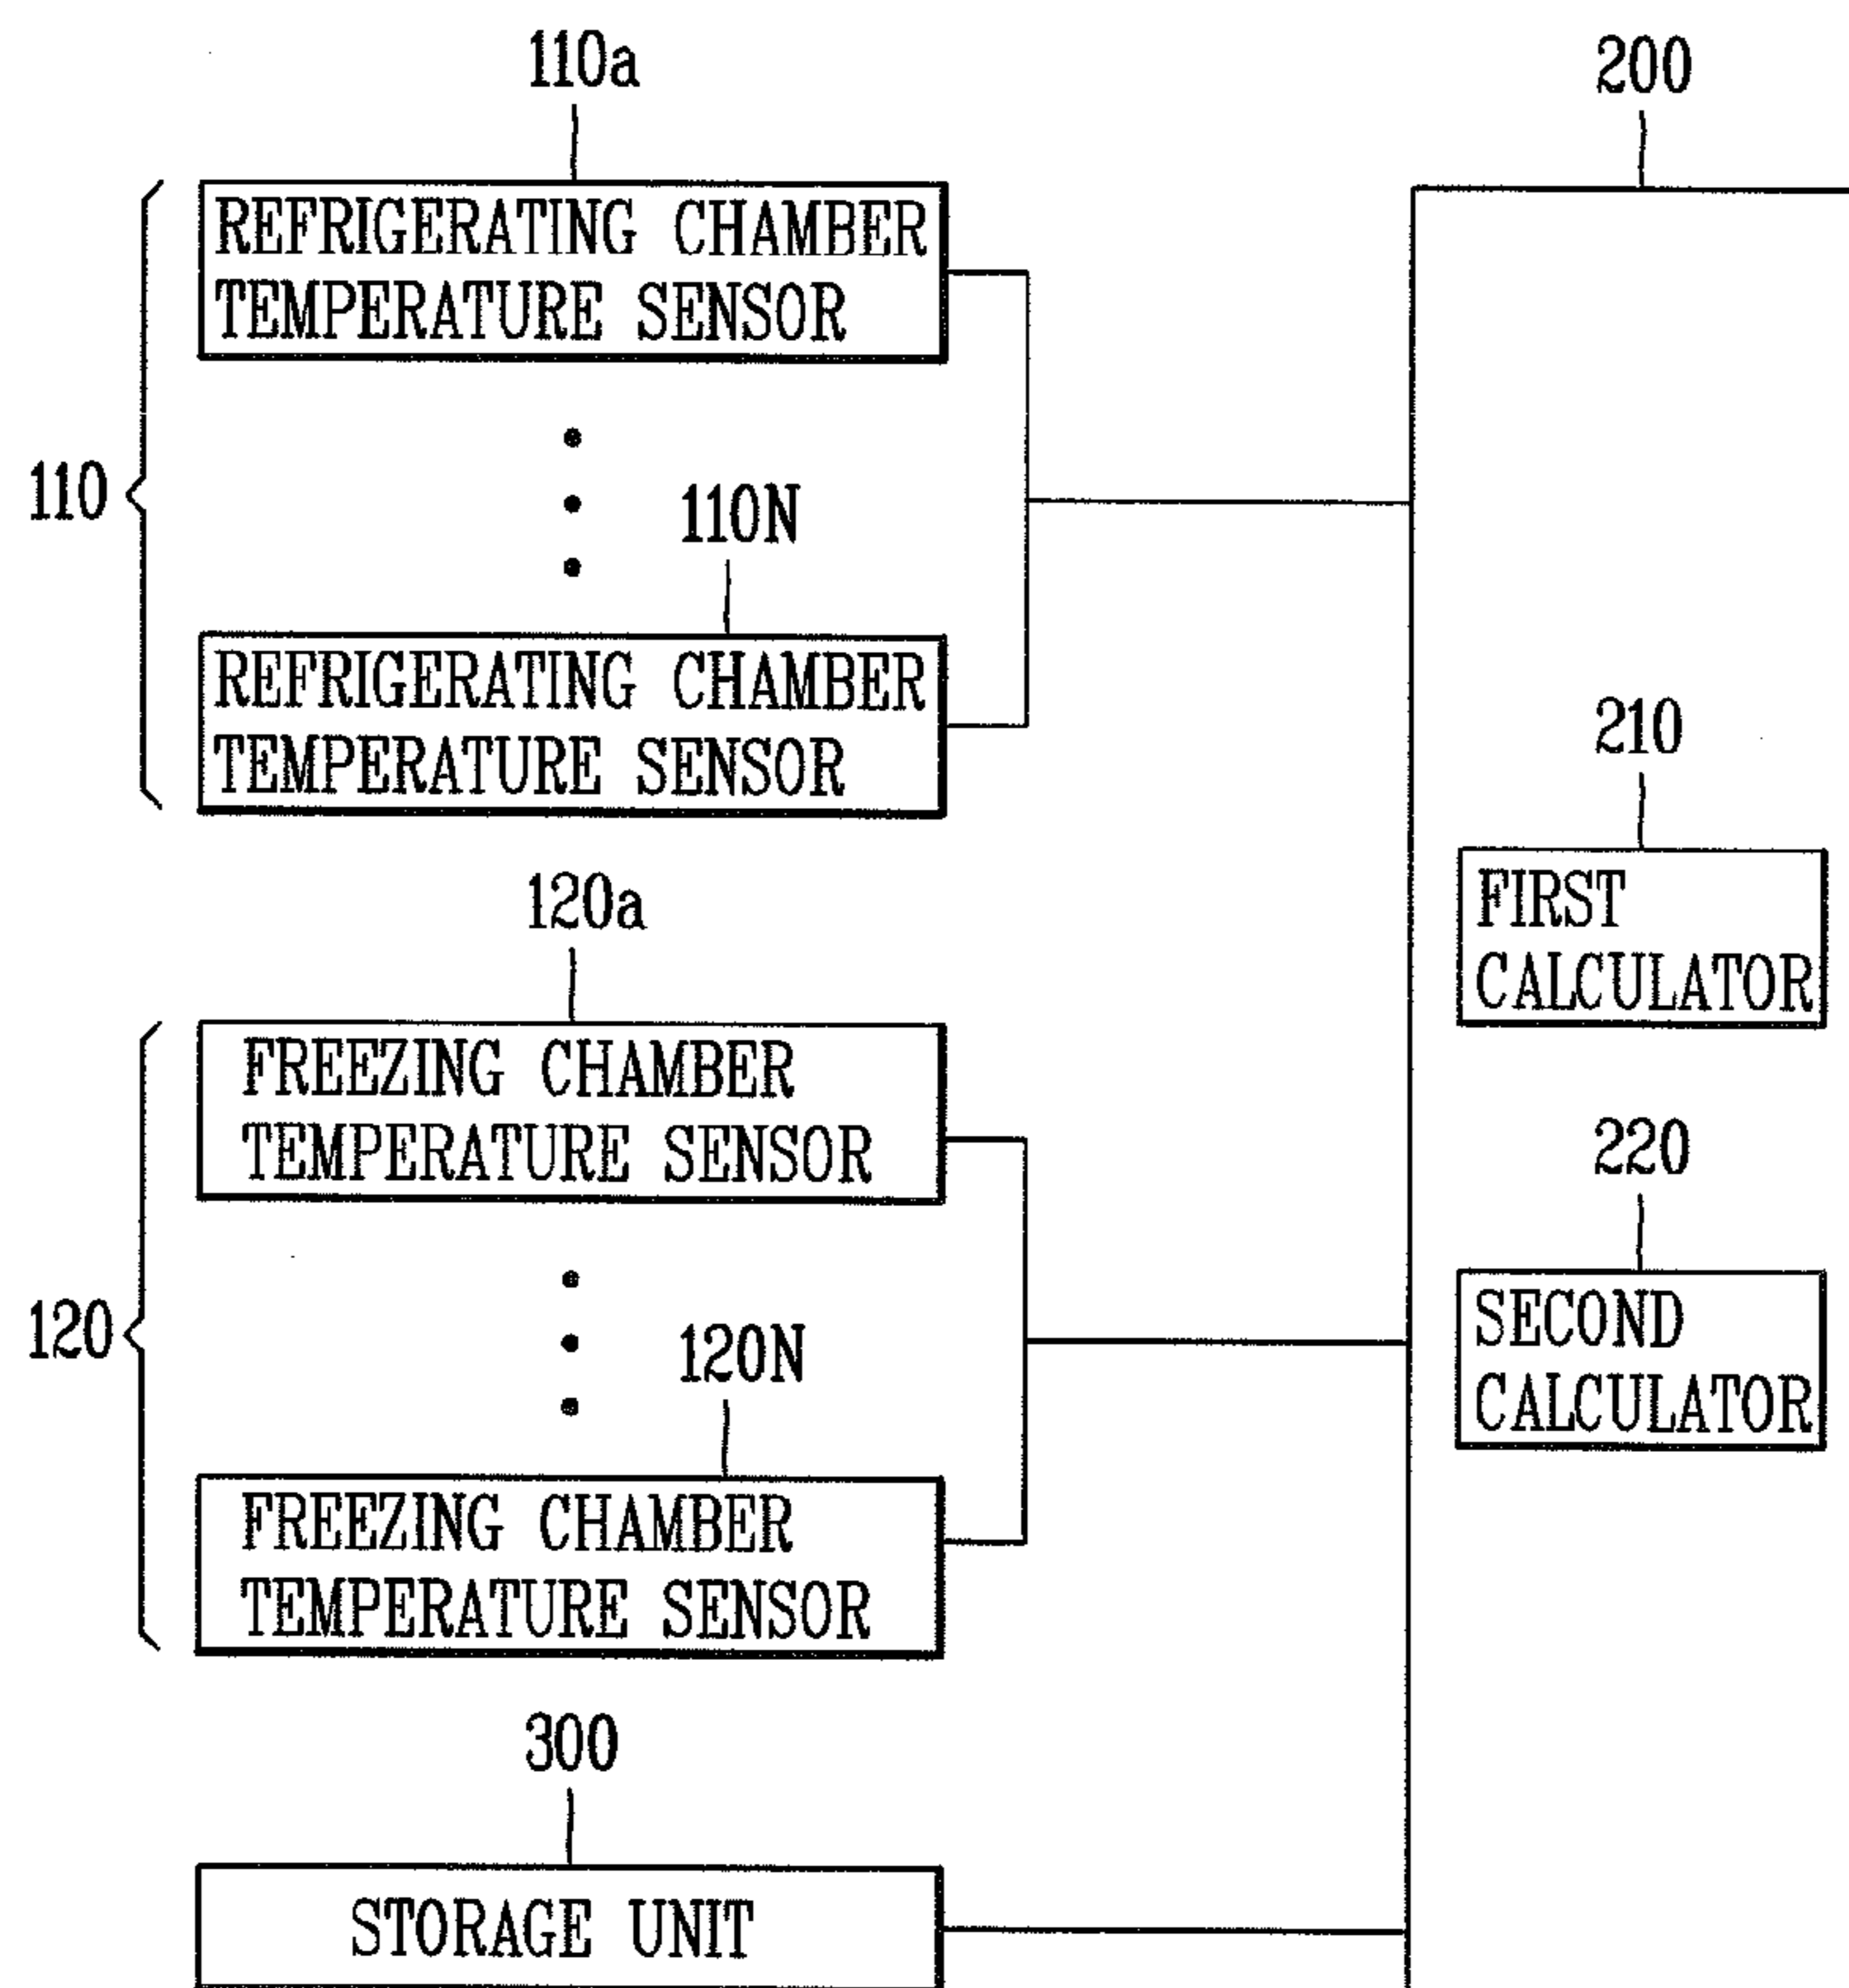 110a
200
REFRIGERATING CHAMBER
TEMPERATURE SENSOR
110
110N
REFRIGERATING CHAMBER
TEMPERATURE SENSOR
210
FIRST
CALCULATOR
120a
FREEZING CHAMBER
TEMPERATURE SENSOR
220
SECOND
CALCULATOR
120
120N
FREEZING CHAMBER
TEMPERATURE SENSOR
300
STORAGE UNIT